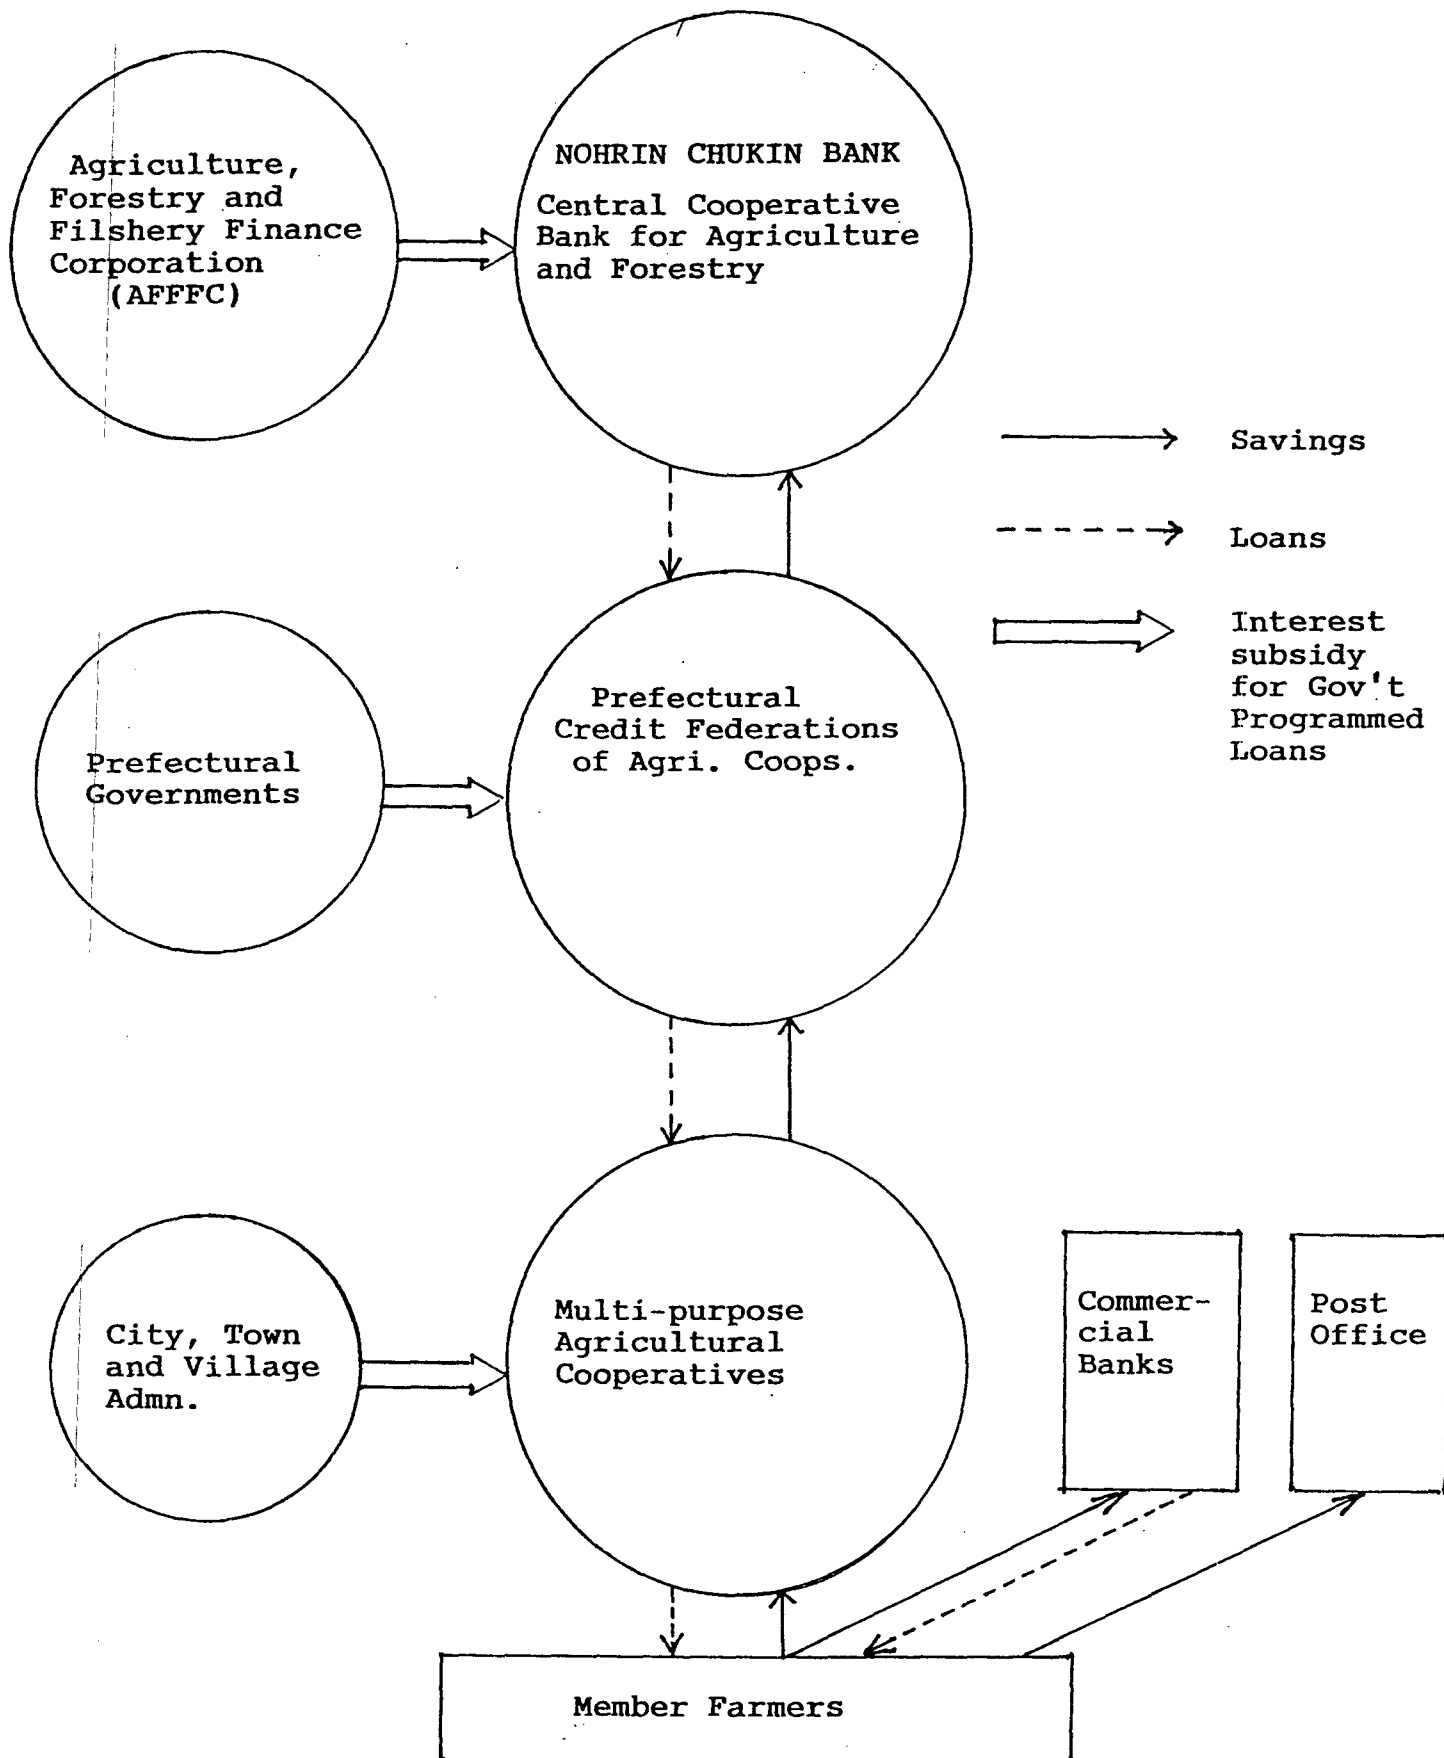 Agriculture,
Forestry and
Filshery Finance
Corporation
(AFFFC)
NOHRIN CHUKIN BANK
Central Cooperative
Bank for Agriculture
and Forestry
Savings
Loans
Interest
subsidy
for Gov't
Programmed
Loans
Prefectural
Governments
Prefectural
Credit Federations
of Agri. Coops.
City, Town
and Village
Admn.
Multi-purpose
Agricultural
Cooperatives
Commer-
cial
Banks
Post
Office
Member Farmers